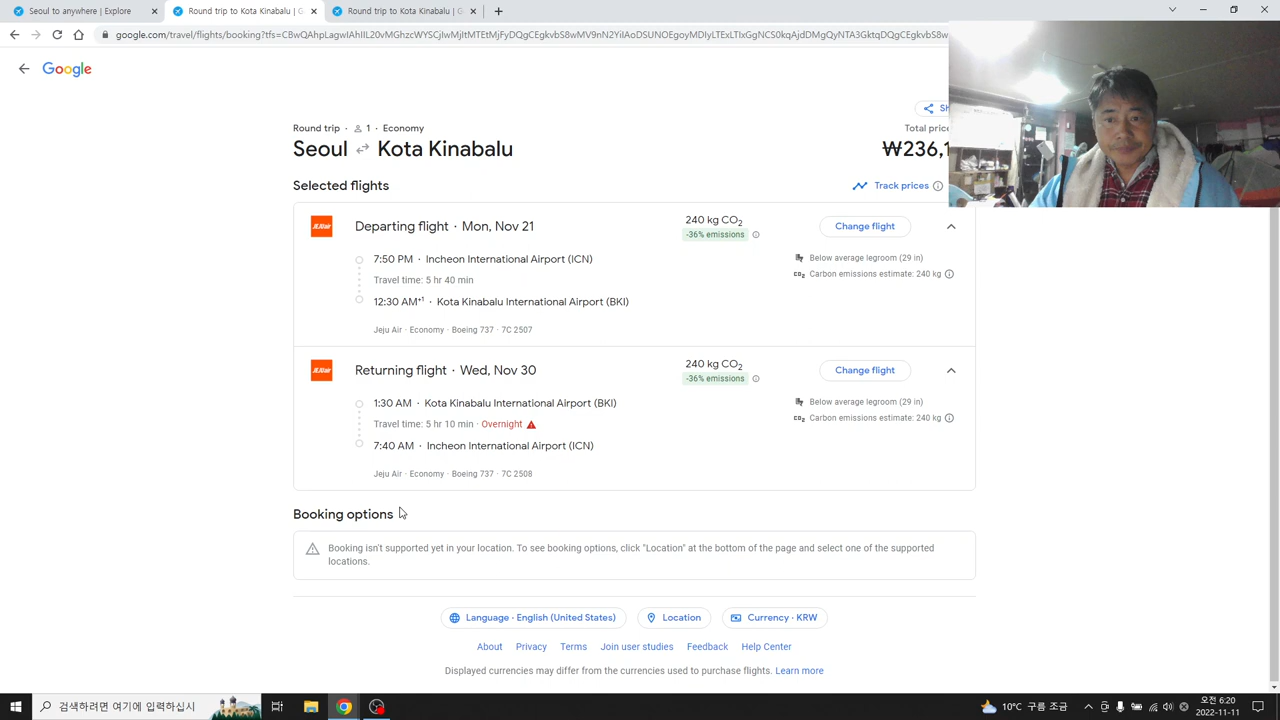 Seoul to anywhere | Explore
Round trip to Kota Kinabalu | G
Round trip to Kota Kinabalu | G
google.com/travel/flights/booking?tfs=
Google
Round trip · 1 · Economy
Total price
Seoul Kota Kinabalu
₩236,1
Selected flights
Track prices
Departing flight · Mon, Nov 21
240 kg CO2
-36% emissions
Change flight
7:50 PM · Incheon International Airport (ICN)
Below average legroom (29 in)
Travel time: 5 hr 40 min
Carbon emissions estimate: 240 kg
12:30 AM+1 · Kota Kinabalu International Airport (BKI)
Jeju Air · Economy · Boeing 737 · 7C 2507
Returning flight · Wed, Nov 30
240 kg CO2
-36% emissions
Change flight
1:30 AM · Kota Kinabalu International Airport (BKI)
Below average legroom (29 in)
Travel time: 5 hr 10 min · Overnight
Carbon emissions estimate: 240 kg
7:40 AM · Incheon International Airport (ICN)
Jeju Air · Economy · Boeing 737 · 7C 2508
Booking options
Booking isn't supported yet in your location. To see booking options, click "Location" at the bottom of the page and select one of the supported
locations.
Language · English (United States)
Location
Currency · KRW
About Privacy Terms Join user studies Feedback Help Center
Displayed currencies may differ from the currencies used to purchase flights. Learn more
검색하려면 여기에 입력하십시
10°C 구름 조금
오전 6:20
2022-11-11